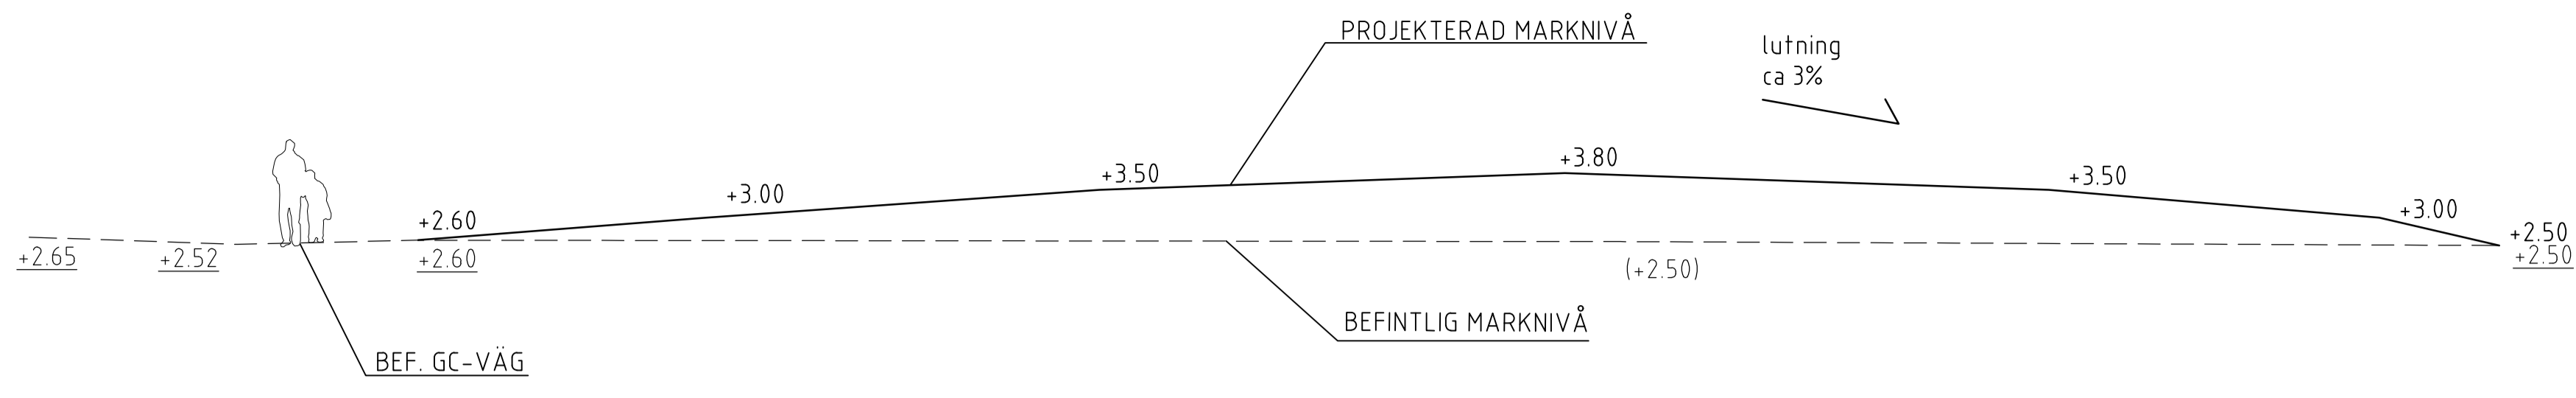 PROJEKTERAD MARKNIVÅ
lutning
ca 3%
+3.80
+3.50
+3.50
+3.00
+3.00
+2.60
+2.50
+2.65
+2.52
+2.60
(+2.50)
+2.50
BEFINTLIG MARKNIVÅ
BEF. GC-VÄG